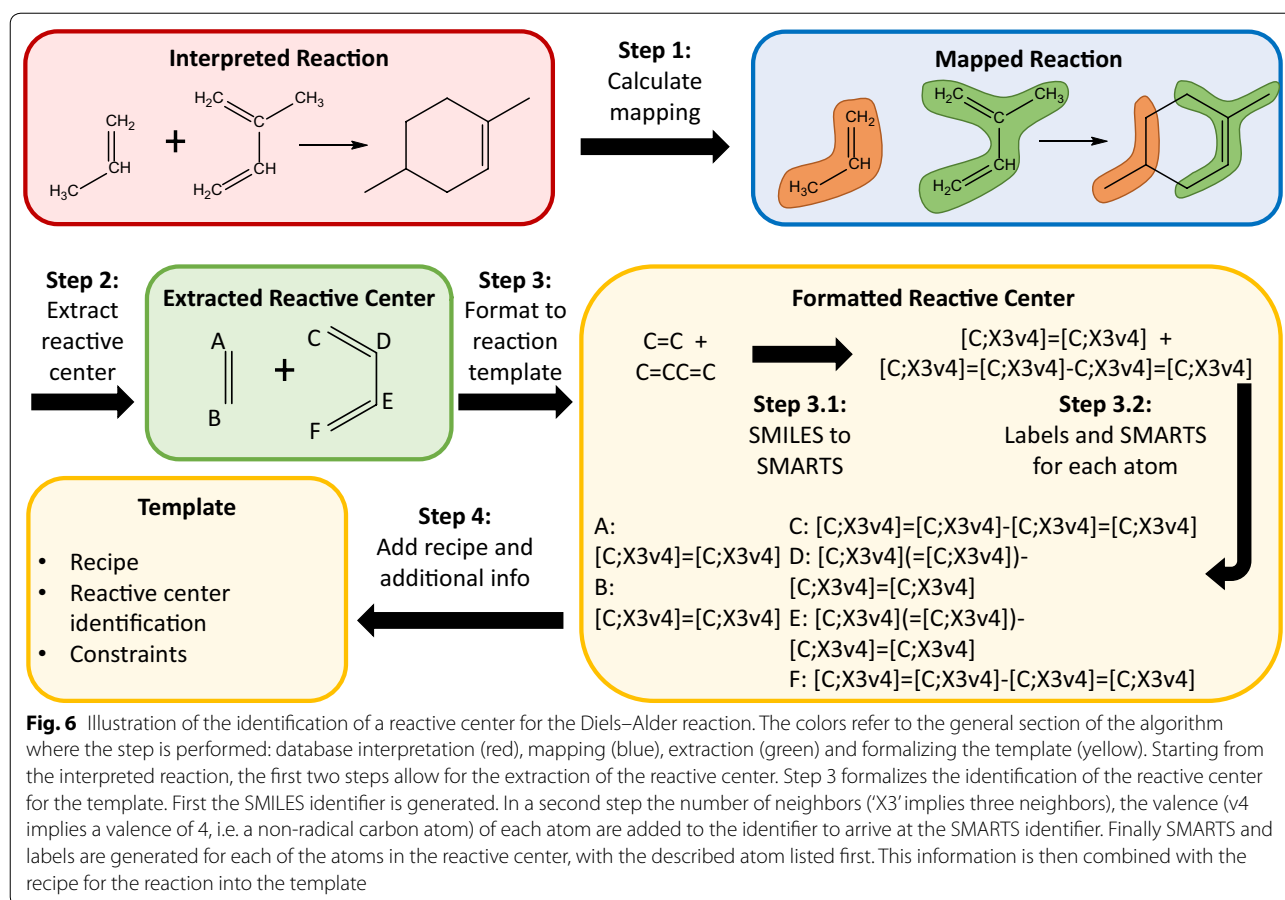 Interpreted Reaction
CH2
CH
H3C
+
H2C
CH3
CH
H2C
Step 1:
Calculate
mapping
Mapped Reaction
CH2
CH
H3C
H2C
CH3
C
CH
H2C
Step 2:
Extract
reactive
center
Extracted Reactive Center
A
B
+
C
D
E
F
Step 3:
Format to
reaction
template
Formatted Reactive Center
C=C +
C=CC=C
[C;X3v4]=[C;X3v4] +
[C;X3v4]=[C;X3v4]-C;X3v4]=[C;X3v4]
Step 3.1:
SMILES to
SMARTS
Step 3.2:
Labels and SMARTS
for each atom
A:
[C;X3v4]=[C;X3v4]
B:
[C;X3v4]=[C;X3v4]
C: [C;X3v4]=[C;X3v4]-[C;X3v4]=[C;X3v4]
D: [C;X3v4](=[C;X3v4])-
[C;X3v4]=[C;X3v4]
E: [C;X3v4](=[C;X3v4])-
[C;X3v4]=[C;X3v4]
F: [C;X3v4]=[C;X3v4]-[C;X3v4]=[C;X3v4]
Step 4:
Add recipe and
additional info
Template
• Recipe
• Reactive center
identification
• Constraints
Fig. 6 Illustration of the identification of a reactive center for the Diels–Alder reaction. The colors refer to the general section of the algorithm
where the step is performed: database interpretation (red), mapping (blue), extraction (green) and formalizing the template (yellow). Starting from
the interpreted reaction, the first two steps allow for the extraction of the reactive center. Step 3 formalizes the identification of the reactive center
for the template. First the SMILES identifier is generated. In a second step the number of neighbors (‘X3’ implies three neighbors), the valence (v4
implies a valence of 4, i.e. a non-radical carbon atom) of each atom are added to the identifier to arrive at the SMARTS identifier. Finally SMARTS and
labels are generated for each of the atoms in the reactive center, with the described atom listed first. This information is then combined with the
recipe for the reaction into the template